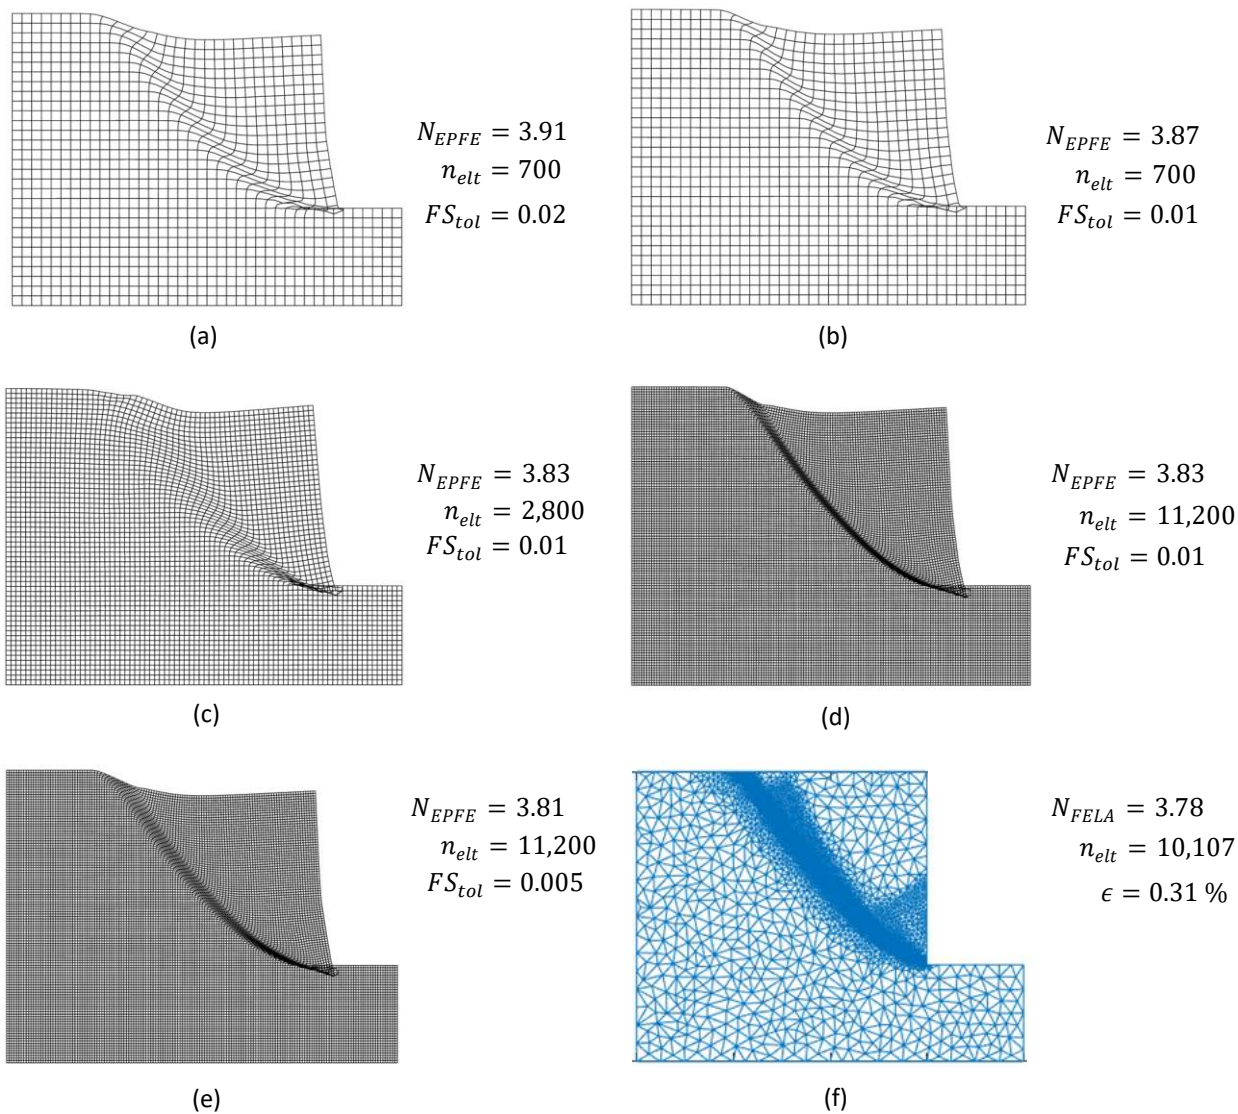 N_EPFE = 3.91
n_elt = 700
FS_tol = 0.02
(a)
N_EPFE = 3.87
n_elt = 700
FS_tol = 0.01
(b)
N_EPFE = 3.83
n_elt = 2,800
FS_tol = 0.01
(c)
N_EPFE = 3.83
n_elt = 11,200
FS_tol = 0.01
(d)
N_EPFE = 3.81
n_elt = 11,200
FS_tol = 0.005
(e)
N_FELA = 3.78
n_elt = 10,107
ϵ = 0.31 %
(f)